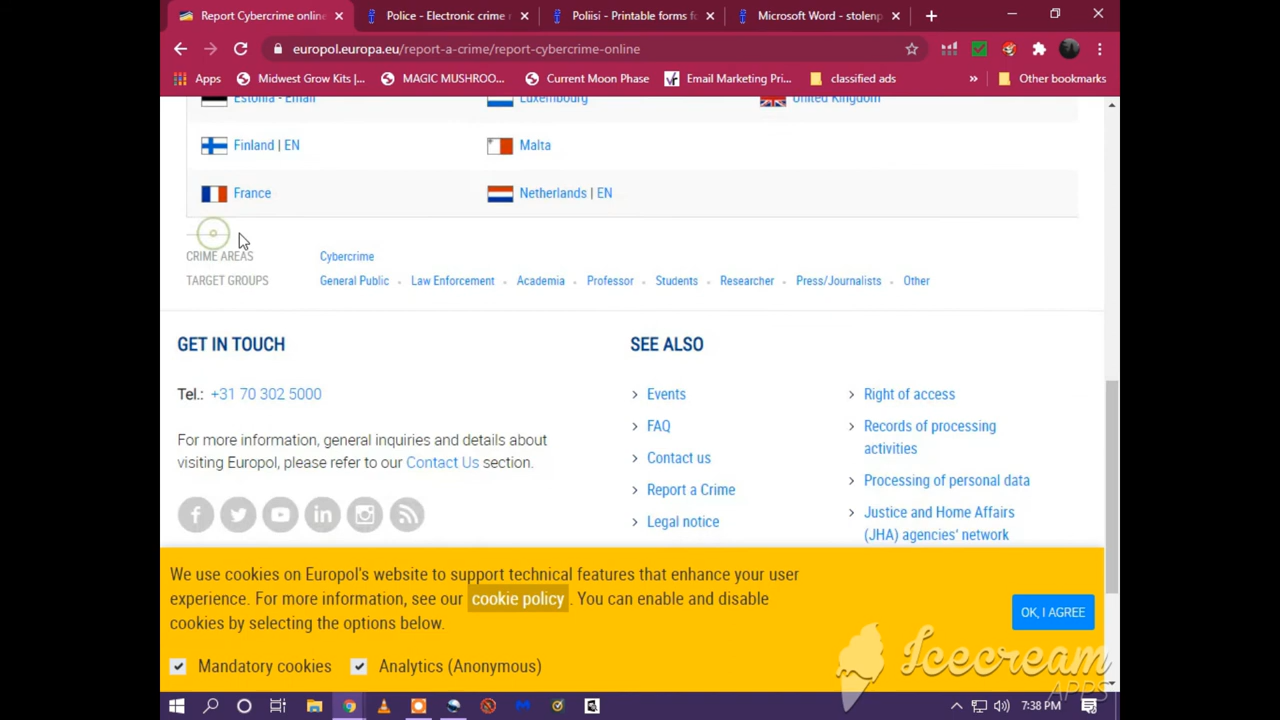 Report Cybercrime online
Police - Electronic crime
Poliisi - Printable forms fo
Microsoft Word - stolenp
europol.europa.eu/report-a-crime/report-cybercrime-online
Apps
Midwest Grow Kits |...
MAGIC MUSHROO...
Current Moon Phase
Email Marketing Pri...
classified ads
»
Other bookmarks
Estonia - Email
Luxembourg
United Kingdom
Finland | EN
Malta
France
Netherlands | EN
CRIME AREAS
Cybercrime
TARGET GROUPS
General Public - Law Enforcement - Academia - Professor - Students - Researcher - Press/Journalists - Other
GET IN TOUCH
Tel.: +31 70 302 5000
For more information, general inquiries and details about
visiting Europol, please refer to our Contact Us section.
SEE ALSO
Events
FAQ
Contact us
Report a Crime
Legal notice
Right of access
Records of processing
activities
Processing of personal data
Justice and Home Affairs
(JHA) agencies' network
We use cookies on Europol's website to support technical features that enhance your user
experience. For more information, see our cookie policy. You can enable and disable
cookies by selecting the options below.
OK, I AGREE
Mandatory cookies
Analytics (Anonymous)
Icecream
APPS
7:38 PM